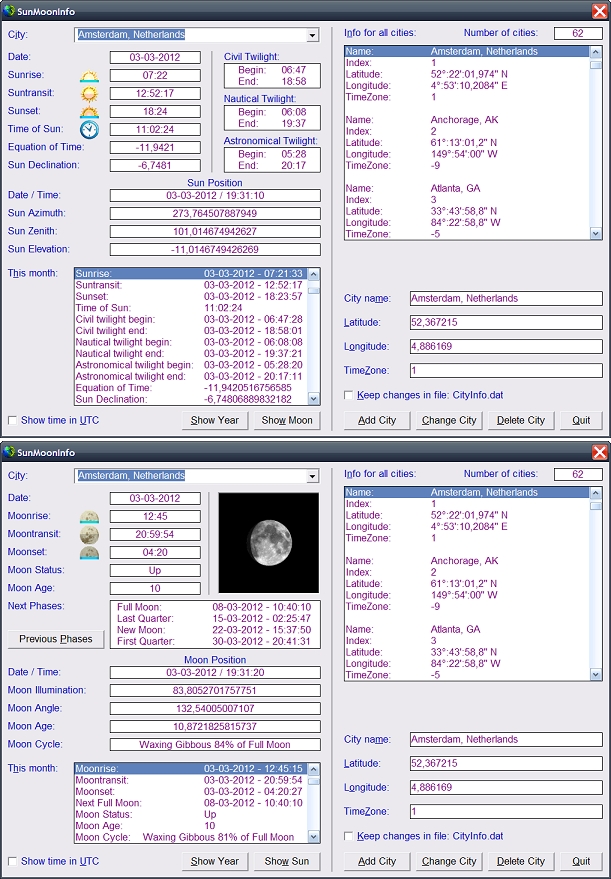 SunMoonInfo
City: Amsterdam, Netherlands
Date: 03-03-2012
Sunrise: 07:22
Suntransit: 12:52:17
Sunset: 18:24
Time of Sun: 11:02:24
Equation of Time: -11,9421
Sun Declination: -6,7481
Civil Twilight:
Begin: 06:47
End: 18:58
Nautical Twilight:
Begin: 06:08
End: 19:37
Astronomical Twilight:
Begin: 05:28
End: 20:17
Sun Position
Date / Time: 03-03-2012 / 19:31:10
Sun Azimuth: 273,764507887949
Sun Zenith: 101,014674942627
Sun Elevation: -11,0146749426269
This month:
Sunrise: 03-03-2012 - 07:21:33
Suntransit: 03-03-2012 - 12:52:17
Sunset: 03-03-2012 - 18:23:57
Time of Sun: 11:02:24
Civil twilight begin: 03-03-2012 - 06:47:28
Civil twilight end: 03-03-2012 - 18:58:01
Nautical twilight begin: 03-03-2012 - 06:08:08
Nautical twilight end: 03-03-2012 - 19:37:21
Astronomical twilight begin: 03-03-2012 - 05:28:20
Astronomical twilight end: 03-03-2012 - 20:17:11
Equation of Time: -11,9420516756585
Sun Declination: -6,74806889832182
Show time in UTC
Show Year
Show Moon
Info for all cities: Number of cities: 62
Name: Amsterdam, Netherlands
Index: 1
Latitude: 52°:22':01,974" N
Longitude: 4°:53':10,2084" E
TimeZone: 1
Name: Anchorage, AK
Index: 2
Latitude: 61°:13':01,2" N
Longitude: 149°:54':00" W
TimeZone: -9
Name: Atlanta, GA
Index: 3
Latitude: 33°:43':58,8" N
Longitude: 84°:22':58,8" W
TimeZone: -5
City name: Amsterdam, Netherlands
Latitude: 52,367215
Longitude: 4,886169
TimeZone: 1
Keep changes in file: CityInfo.dat
Add City
Change City
Delete City
Quit
SunMoonInfo
City: Amsterdam, Netherlands
Date: 03-03-2012
Moonrise: 12:45
Moontransit: 20:59:54
Moonset: 04:20
Moon Status: Up
Moon Age: 10
Next Phases:
Previous Phases
Full Moon: 08-03-2012 - 10:40:10
Last Quarter: 15-03-2012 - 02:25:47
New Moon: 22-03-2012 - 15:37:50
First Quarter: 30-03-2012 - 20:41:31
Moon Position
Date / Time: 03-03-2012 / 19:31:20
Moon Illumination: 83,8052701757751
Moon Angle: 132,54005007107
Moon Age: 10,8721825815737
Moon Cycle: Waxing Gibbous 84% of Full Moon
This month:
Moonrise: 03-03-2012 - 12:45:15
Moontransit: 03-03-2012 - 20:59:54
Moonset: 03-03-2012 - 04:20:27
Next Full Moon: 08-03-2012 - 10:40:10
Moon Status: Up
Moon Age: 10
Moon Cycle: Waxing Gibbous 81% of Full Moon
Show time in UTC
Show Year
Show Sun
Info for all cities: Number of cities: 62
Name: Amsterdam, Netherlands
Index: 1
Latitude: 52°:22':01,974" N
Longitude: 4°:53':10,2084" E
TimeZone: 1
Name: Anchorage, AK
Index: 2
Latitude: 61°:13':01,2" N
Longitude: 149°:54':00" W
TimeZone: -9
Name: Atlanta, GA
Index: 3
Latitude: 33°:43':58,8" N
Longitude: 84°:22':58,8" W
TimeZone: -5
City name: Amsterdam, Netherlands
Latitude: 52,367215
Longitude: 4,886169
TimeZone: 1
Keep changes in file: CityInfo.dat
Add City
Change City
Delete City
Quit